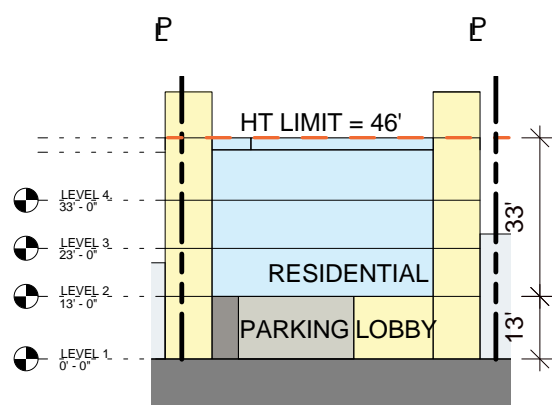 PL
PL
HT LIMIT = 46'
LEVEL 4
33' - 0"
LEVEL 3
23' - 0"
33'
RESIDENTIAL
LEVEL 2
13' - 0"
PARKING LOBBY
13'
LEVEL 1
0' - 0"